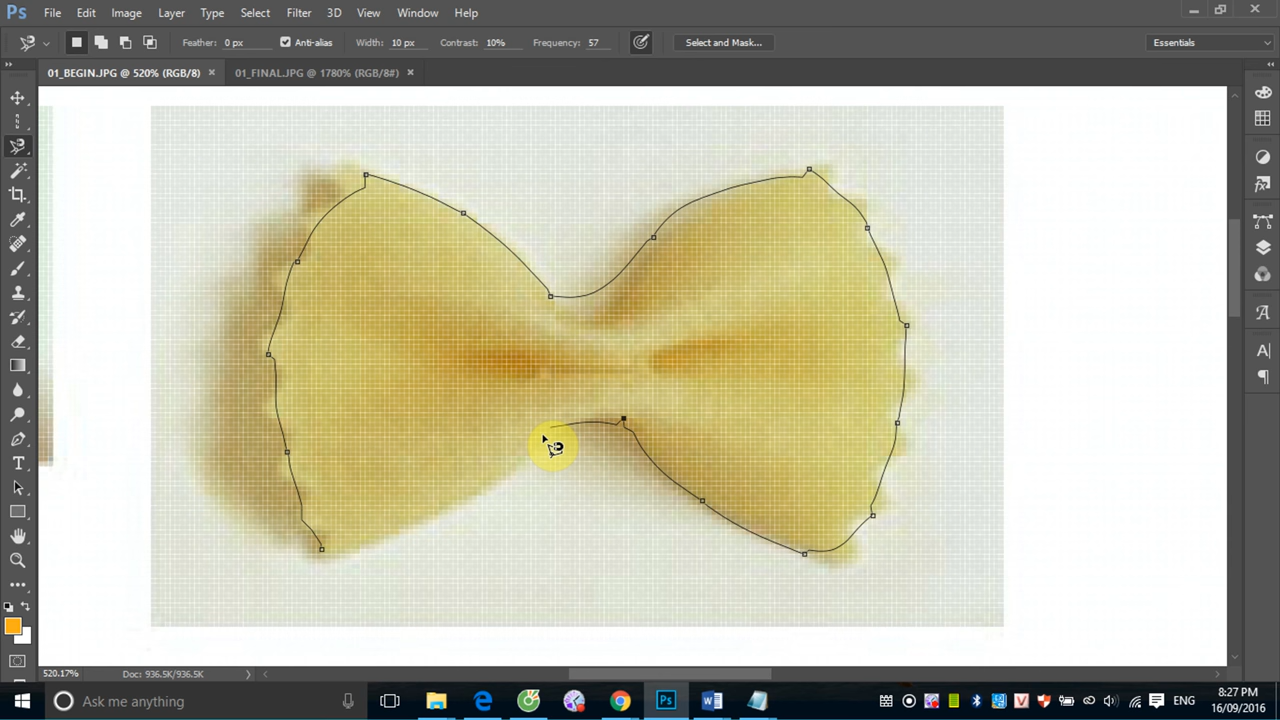 Ps File Edit Image Layer Type Select Filter 3D View Window Help
Feather: 0 px Anti-alias Width: 10 px Contrast: 10% Frequency: 57 Select and Mask... Essentials
01_BEGIN.JPG @ 520% (RGB/8) × 01_FINAL.JPG @ 1780% (RGB/8#) ×
520.17% Doc: 936.5K/936.5K
Ask me anything ENG 8:27 PM
16/09/2016